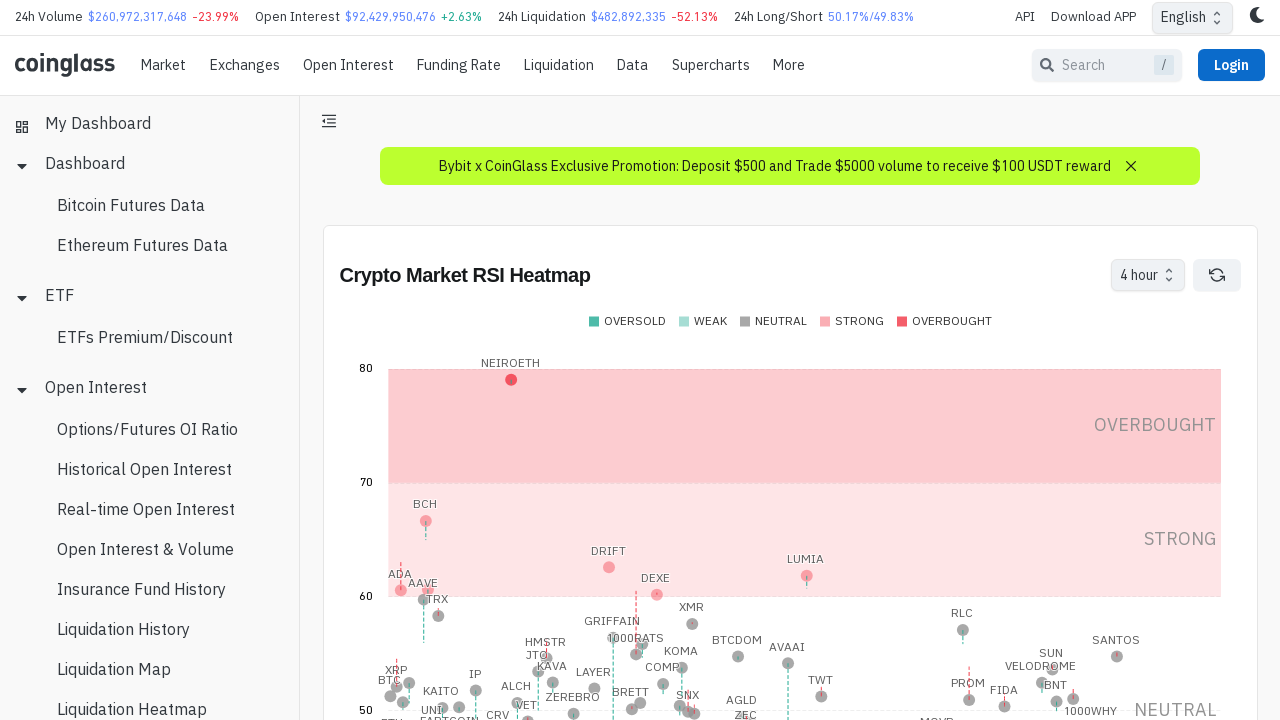 24h Volume $260,972,317,648 -23.99% Open Interest $92,429,950,476 +2.63% 24h Liquidation $482,892,335 -52.13% 24h Long/Short 50.17%/49.83% API Download APP English
coinglass Market Exchanges Open Interest Funding Rate Liquidation Data Supercharts More Search / Login
My Dashboard
Dashboard
Bitcoin Futures Data
Ethereum Futures Data
ETF
ETFs Premium/Discount
Open Interest
Options/Futures OI Ratio
Historical Open Interest
Real-time Open Interest
Open Interest & Volume
Insurance Fund History
Liquidation History
Liquidation Map
Liquidation Heatmap
Bybit x CoinGlass Exclusive Promotion: Deposit $500 and Trade $5000 volume to receive $100 USDT reward
Crypto Market RSI Heatmap 4 hour
OVERSOLD WEAK NEUTRAL STRONG OVERBOUGHT
NEIROETH
80
OVERBOUGHT
70
BCH
STRONG
DRIFT
LUMIA
ADA AAVE DEXE
60 TRX
XMR
RLC
GRIFFAIN
HMSTR 1000RATS BTCDOM SANTOS
JTO KOMA AVAAI SUN
XRP KAVA COMP VELODROME
BTC IP LAYER TWT PROM BNT
KAITO ALCH ZEREBRO BRETT SNX FIDA
UNI VET AGLD
50 CRV ZEC 1000WHY NEUTRAL